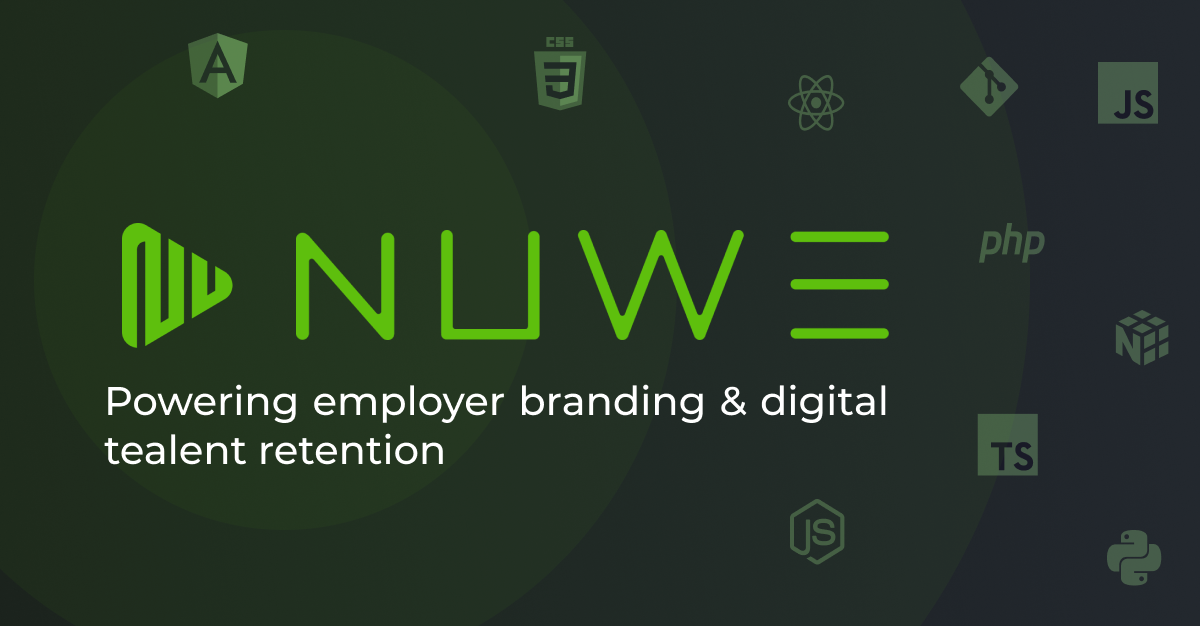 CSS
JS
php
NUWE
Powering employer branding & digital
tealent retention
N
TS
JS